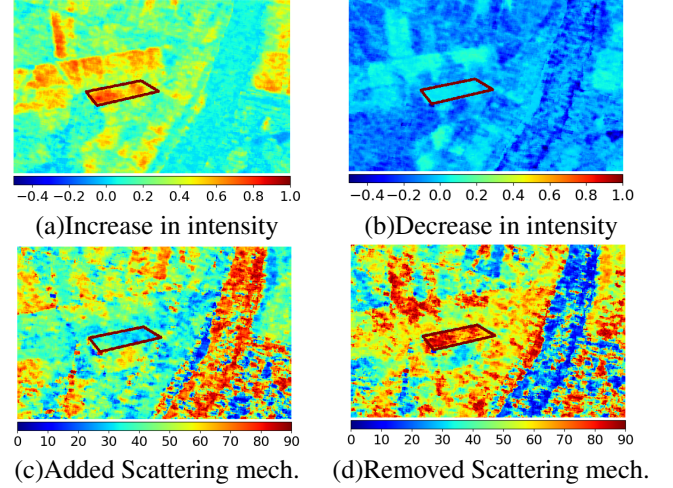 −0.4 −0.2 0.0 0.2 0.4 0.6 0.8 1.0
−0.4 −0.2 0.0 0.2 0.4 0.6 0.8 1.0
(a)Increase in intensity
(b)Decrease in intensity
0 10 20 30 40 50 60 70 80 90
0 10 20 30 40 50 60 70 80 90
(c)Added Scattering mech.
(d)Removed Scattering mech.